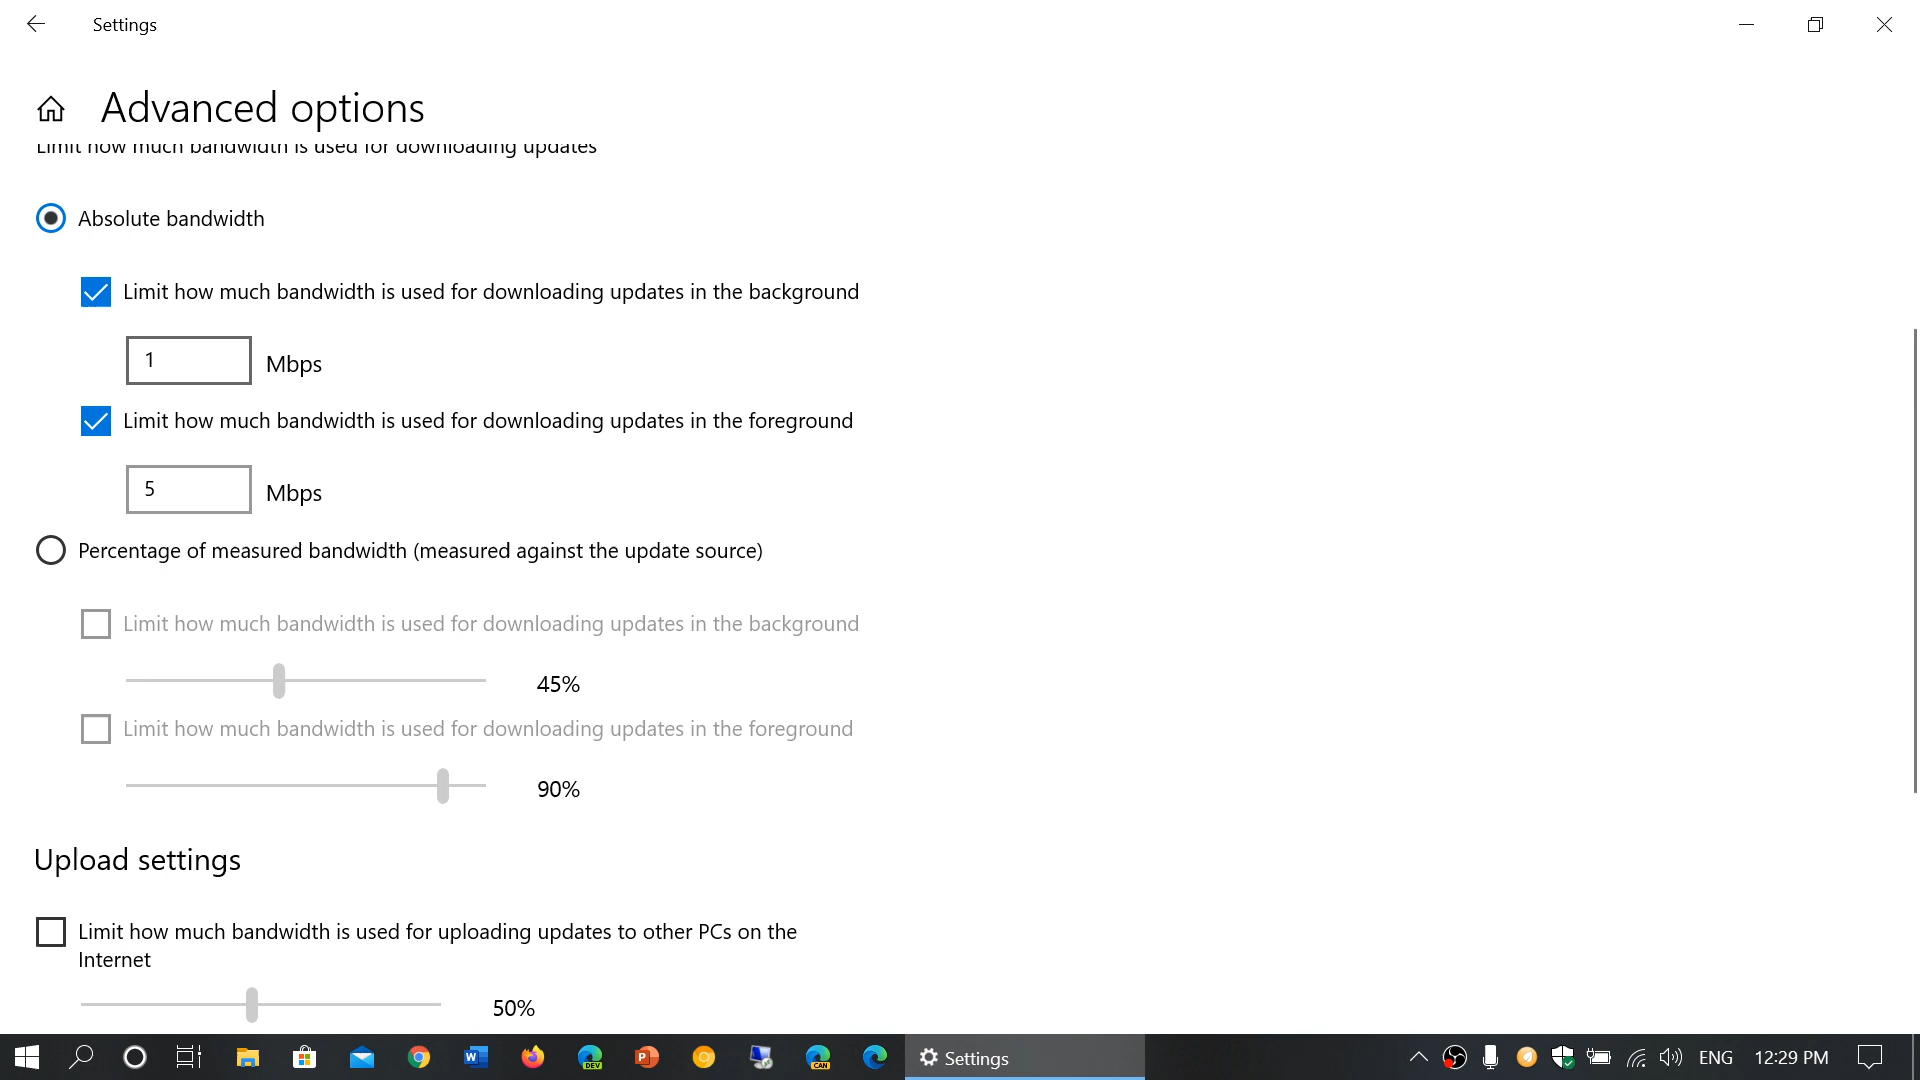 Settings
Advanced options
Limit how much bandwidth is used for downloading updates
Absolute bandwidth
Limit how much bandwidth is used for downloading updates in the background
1 Mbps
Limit how much bandwidth is used for downloading updates in the foreground
5 Mbps
Percentage of measured bandwidth (measured against the update source)
Limit how much bandwidth is used for downloading updates in the background
45%
Limit how much bandwidth is used for downloading updates in the foreground
90%
Upload settings
Limit how much bandwidth is used for uploading updates to other PCs on the
Internet
50%
W DEV P CAN Settings ENG 12:29 PM